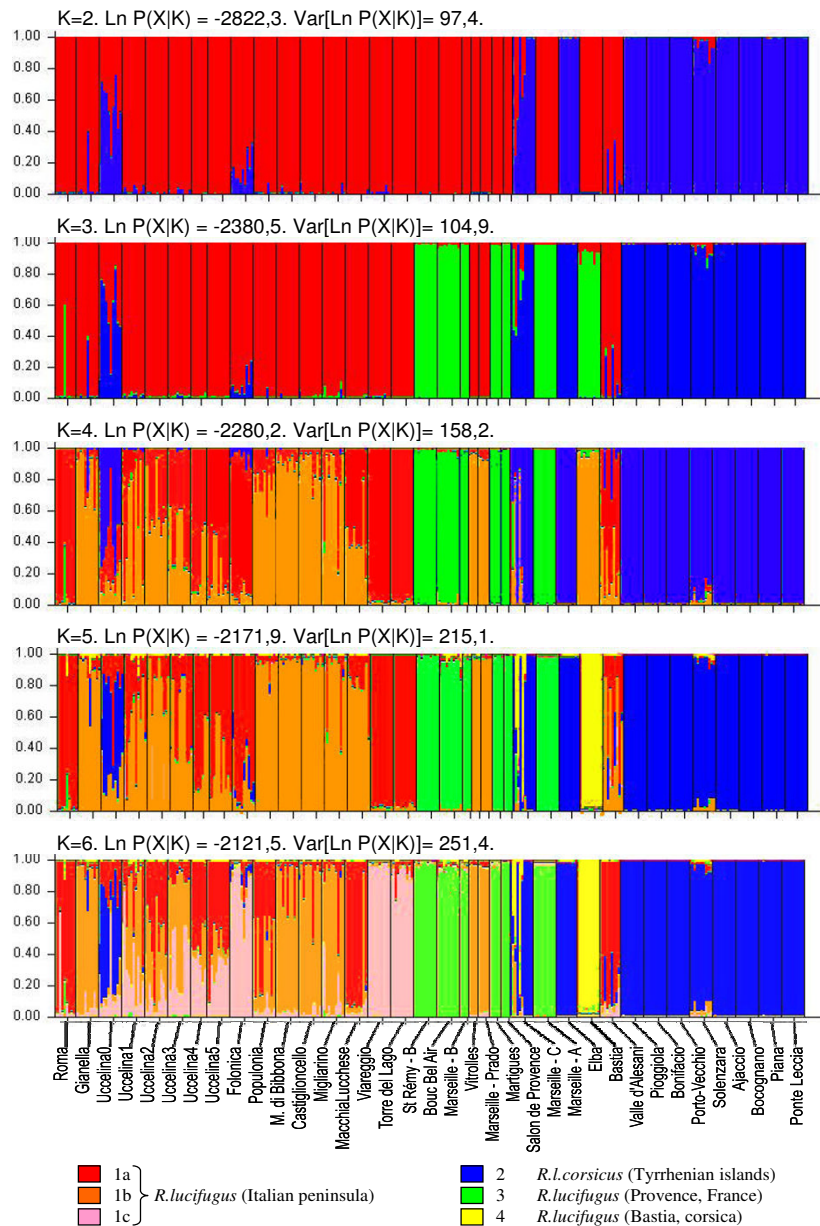 K=2. Ln P(X|K) = -2822,3. Var[Ln P(X|K)]= 97,4.
1.00
0.80
0.60
0.40
0.20
0.00
K=3. Ln P(X|K) = -2380,5. Var[Ln P(X|K)]= 104,9.
1.00
0.80
0.60
0.40
0.20
0.00
K=4. Ln P(X|K) = -2280,2. Var[Ln P(X|K)]= 158,2.
1.00
0.80
0.60
0.40
0.20
0.00
K=5. Ln P(X|K) = -2171,9. Var[Ln P(X|K)]= 215,1.
1.00
0.80
0.60
0.40
0.20
0.00
K=6. Ln P(X|K) = -2121,5. Var[Ln P(X|K)]= 251,4.
1.00
0.80
0.60
0.40
0.20
0.00
Roma
Gianella
Uccelina0
Uccelina1
Uccelina2
Uccelina3
Uccelina4
Uccelina5
Folonica
Populonia
M. di Bibbona
Castiglioncello
Migliarino
MacchiaLucchese
Viareggio
Torre del Lago
St Rémy - B
Bouc Bel Air
Marseille - B
Vitrolles
Marseille - Prado
Martigues
Salon de Provence
Marseille - C
Marseille - A
Elba
Bastia
Valle d'Alesani
Pioggiola
Bonifacio
Porto-Vecchio
Solenzara
Ajaccio
Bocognano
Piana
Ponte Leccia
1a
1b
1c
R.lucifugus (Italian peninsula)
2 R.l.corsicus (Tyrrhenian islands)
3 R.lucifugus (Provence, France)
4 R.lucifugus (Bastia, corsica)